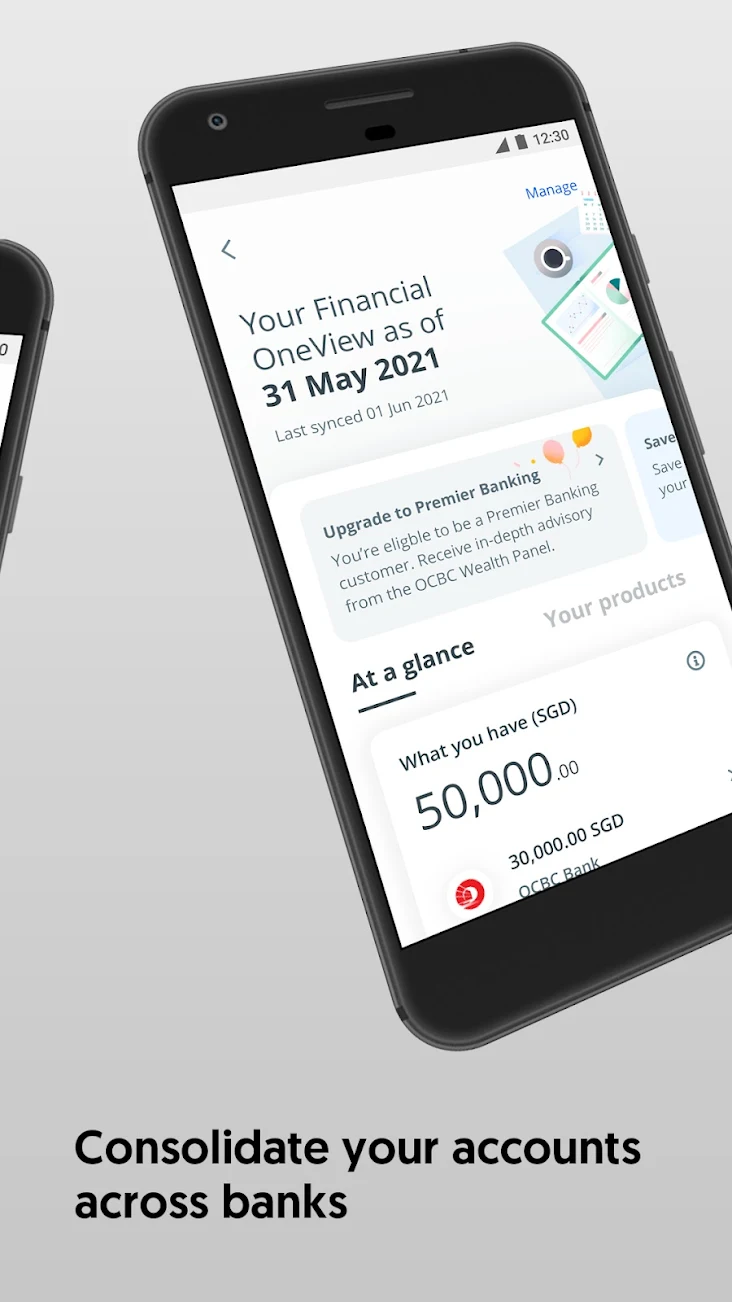 12:30
Manage
Your Financial
OneView as of
31 May 2021
Last synced 01 Jun 2021
Upgrade to Premier Banking
You're eligble to be a Premier Banking
customer. Receive in-depth advisory
from the OCBC Wealth Panel.
Save
Save
your
At a glance
Your products
What you have (SGD)
50,000.00
30,000.00 SGD
OCBC Bank
Consolidate your accounts
across banks